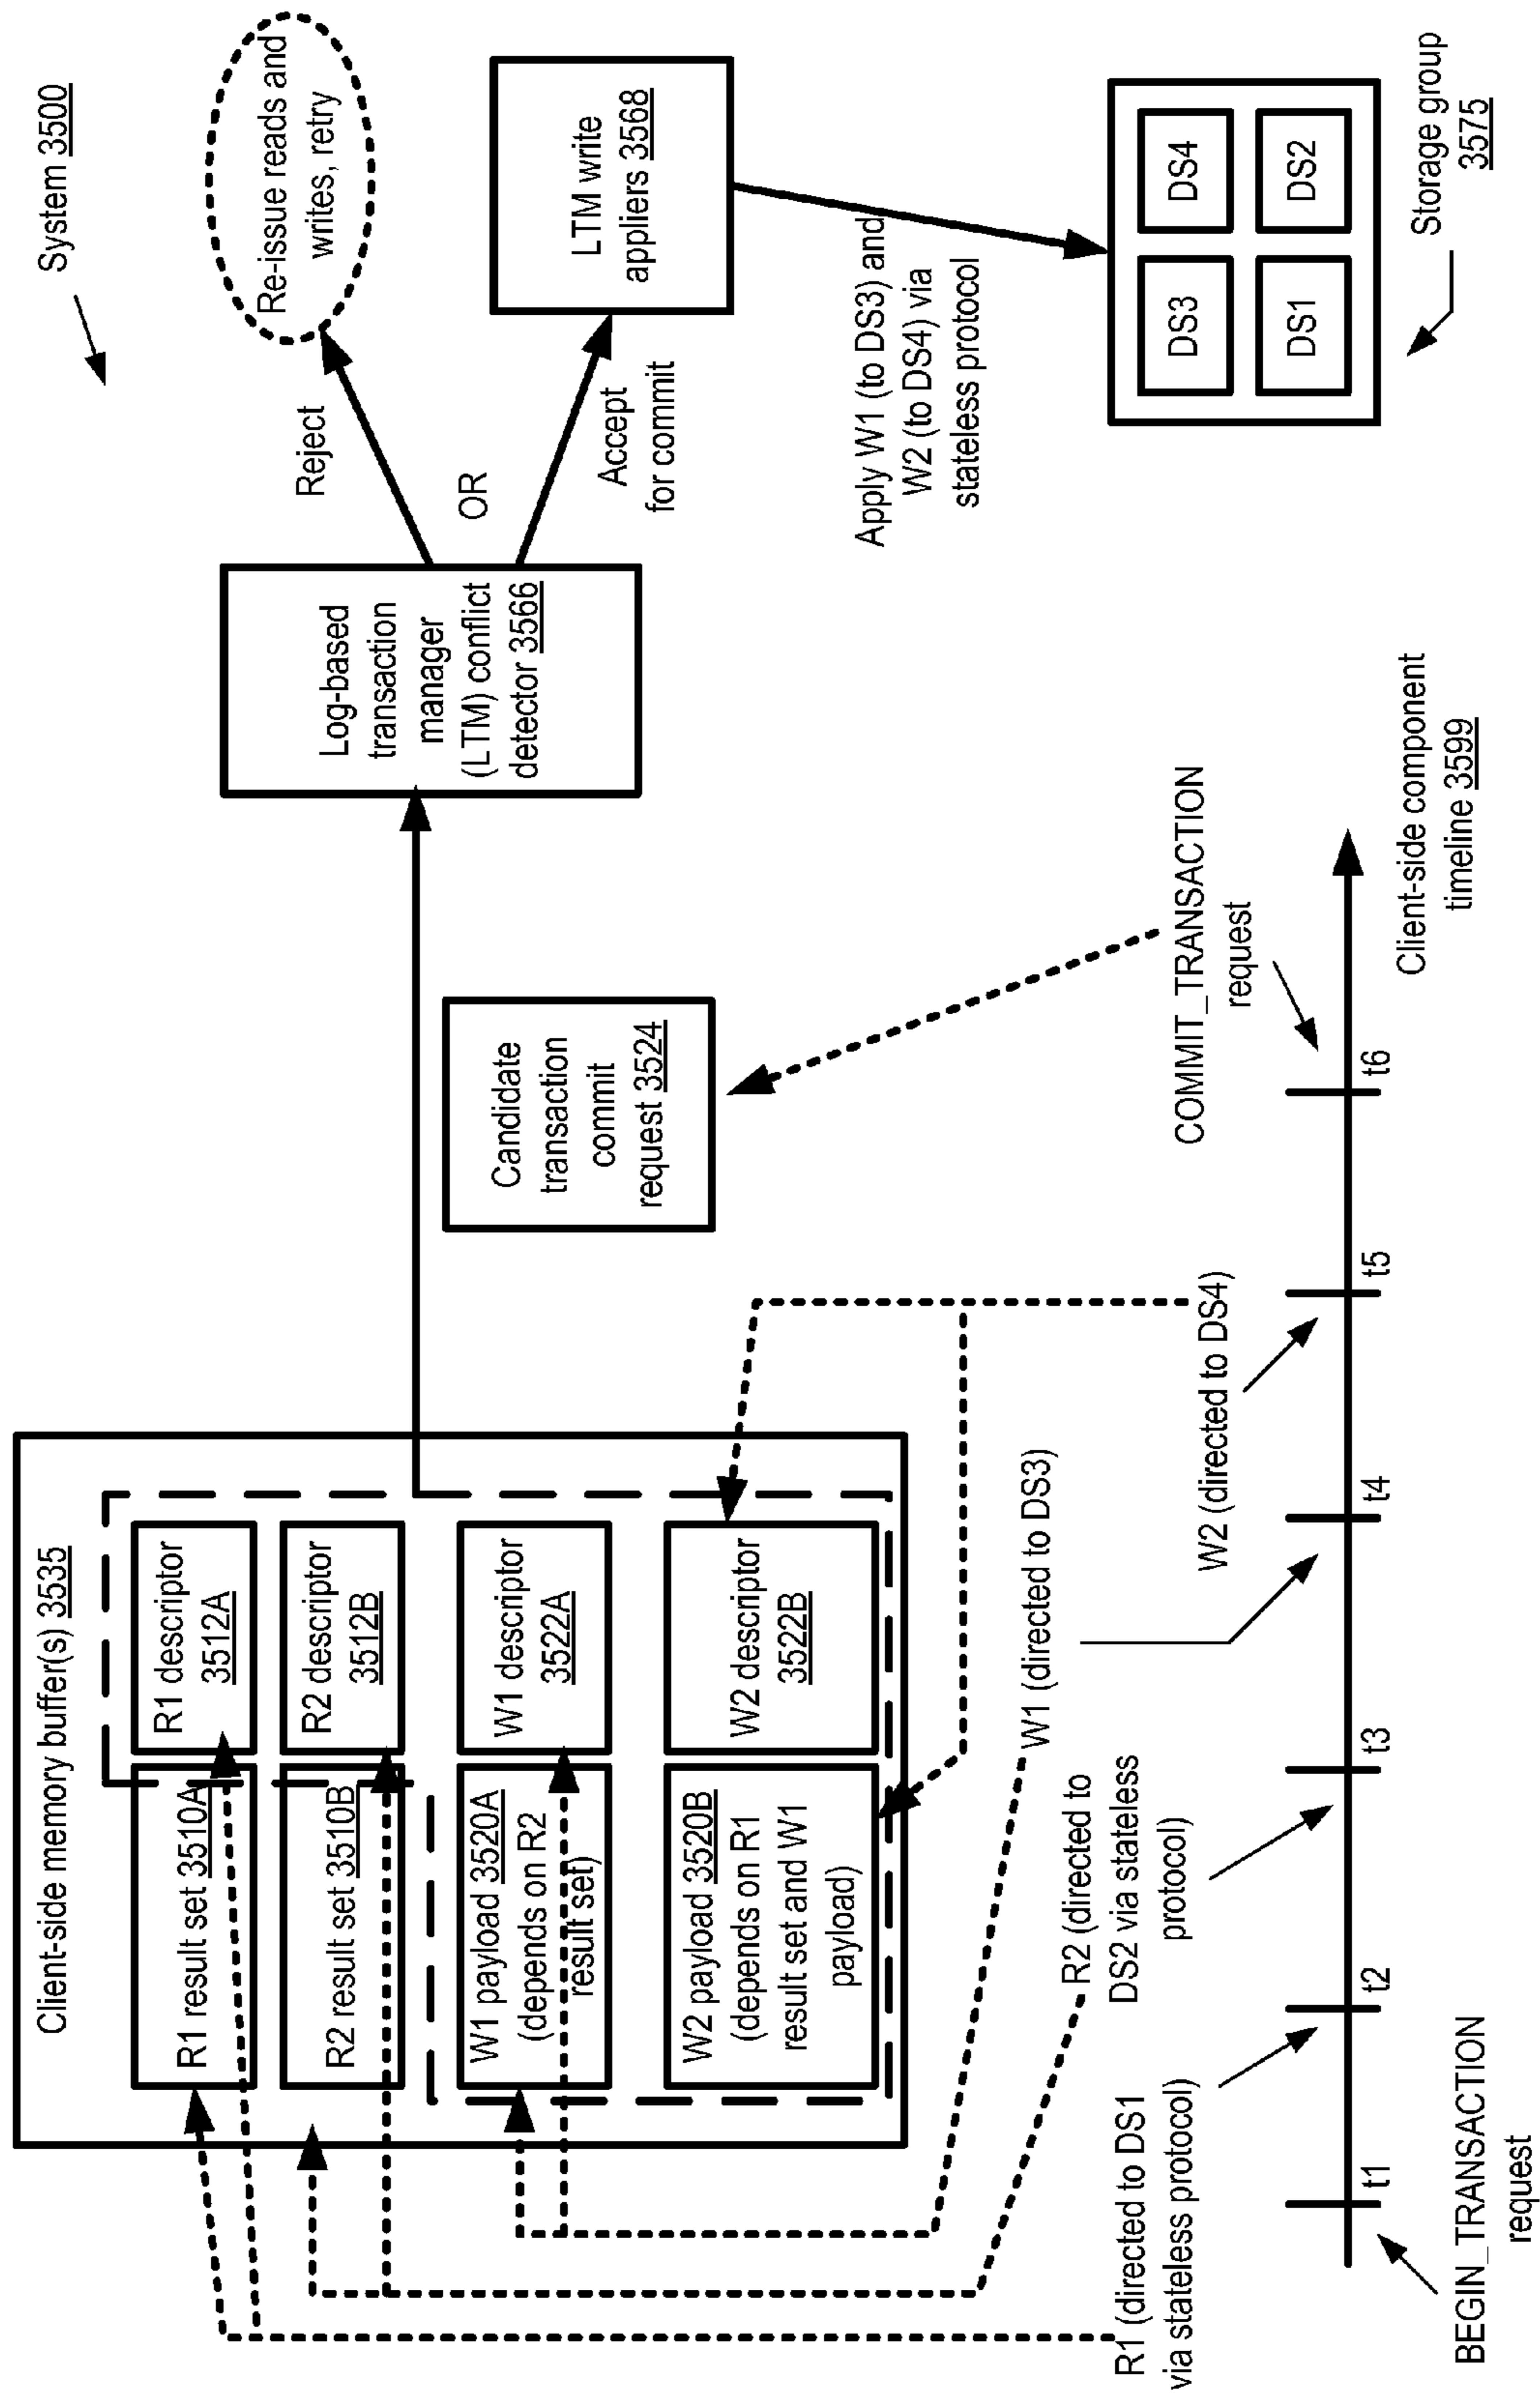 System 3500
Client-side memory buffer(s) 3535
R1 result set 3510A
R1 descriptor
3512A
R2 result set 3510B
R2 descriptor
3512B
W1 payload 3520A
(depends on R2
result set)
W1 descriptor
3522A
W2 payload 3520B
(depends on R1
result set and W1
payload)
W2 descriptor
3522B
Candidate
transaction
commit
request 3524
Log-based
transaction
manager
(LTM) conflict
detector 3566
Reject
OR
Accept
for commit
Re-issue reads and
writes, retry
LTM write
appliers 3568
Apply W1 (to DS3) and
W2 (to DS4) via
stateless protocol
DS3
DS4
DS1
DS2
Storage group
3575
R1 (directed to DS1
via stateless protocol)
R2 (directed to
DS2 via stateless
protocol)
W1 (directed to DS3)
W2 (directed to DS4)
COMMIT_TRANSACTION
request
t1
t2
t3
t4
t5
t6
BEGIN_TRANSACTION
request
Client-side component
timeline 3599